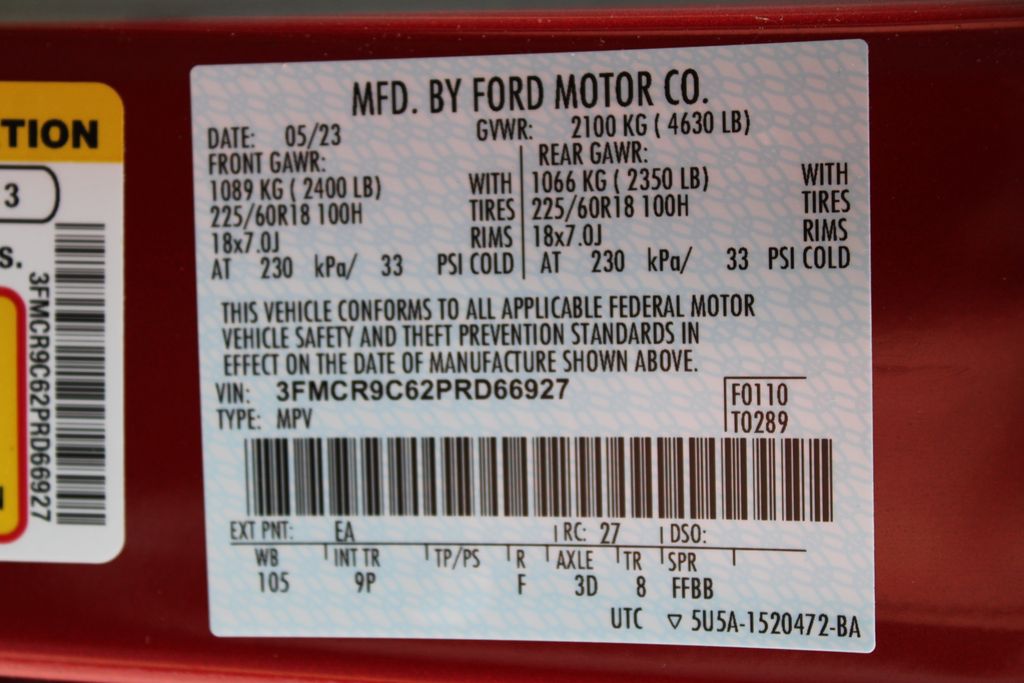 MFD. BY FORD MOTOR CO.
DATE: 05/23 GVWR: 2100 KG ( 4630 LB)
FRONT GAWR: REAR GAWR:
1089 KG ( 2400 LB) WITH 1066 KG ( 2350 LB) WITH
225/60R18 100H TIRES 225/60R18 100H TIRES
18x7.0J RIMS 18x7.0J RIMS
AT 230 kPa/ 33 PSI COLD AT 230 kPa/ 33 PSI COLD
THIS VEHICLE CONFORMS TO ALL APPLICABLE FEDERAL MOTOR
VEHICLE SAFETY AND THEFT PREVENTION STANDARDS IN
EFFECT ON THE DATE OF MANUFACTURE SHOWN ABOVE.
VIN: 3FMCR9C62PRD66927
TYPE: MPV
F0110
T0289
EXT PNT: EA RC: 27 DSO:
WB INT TR TP/PS R AXLE TR SPR
105 9P F 3D 8 FFBB
UTC ▽ 5U5A-1520472-BA
TION
3
S.
3FMCR9C62PRD66927